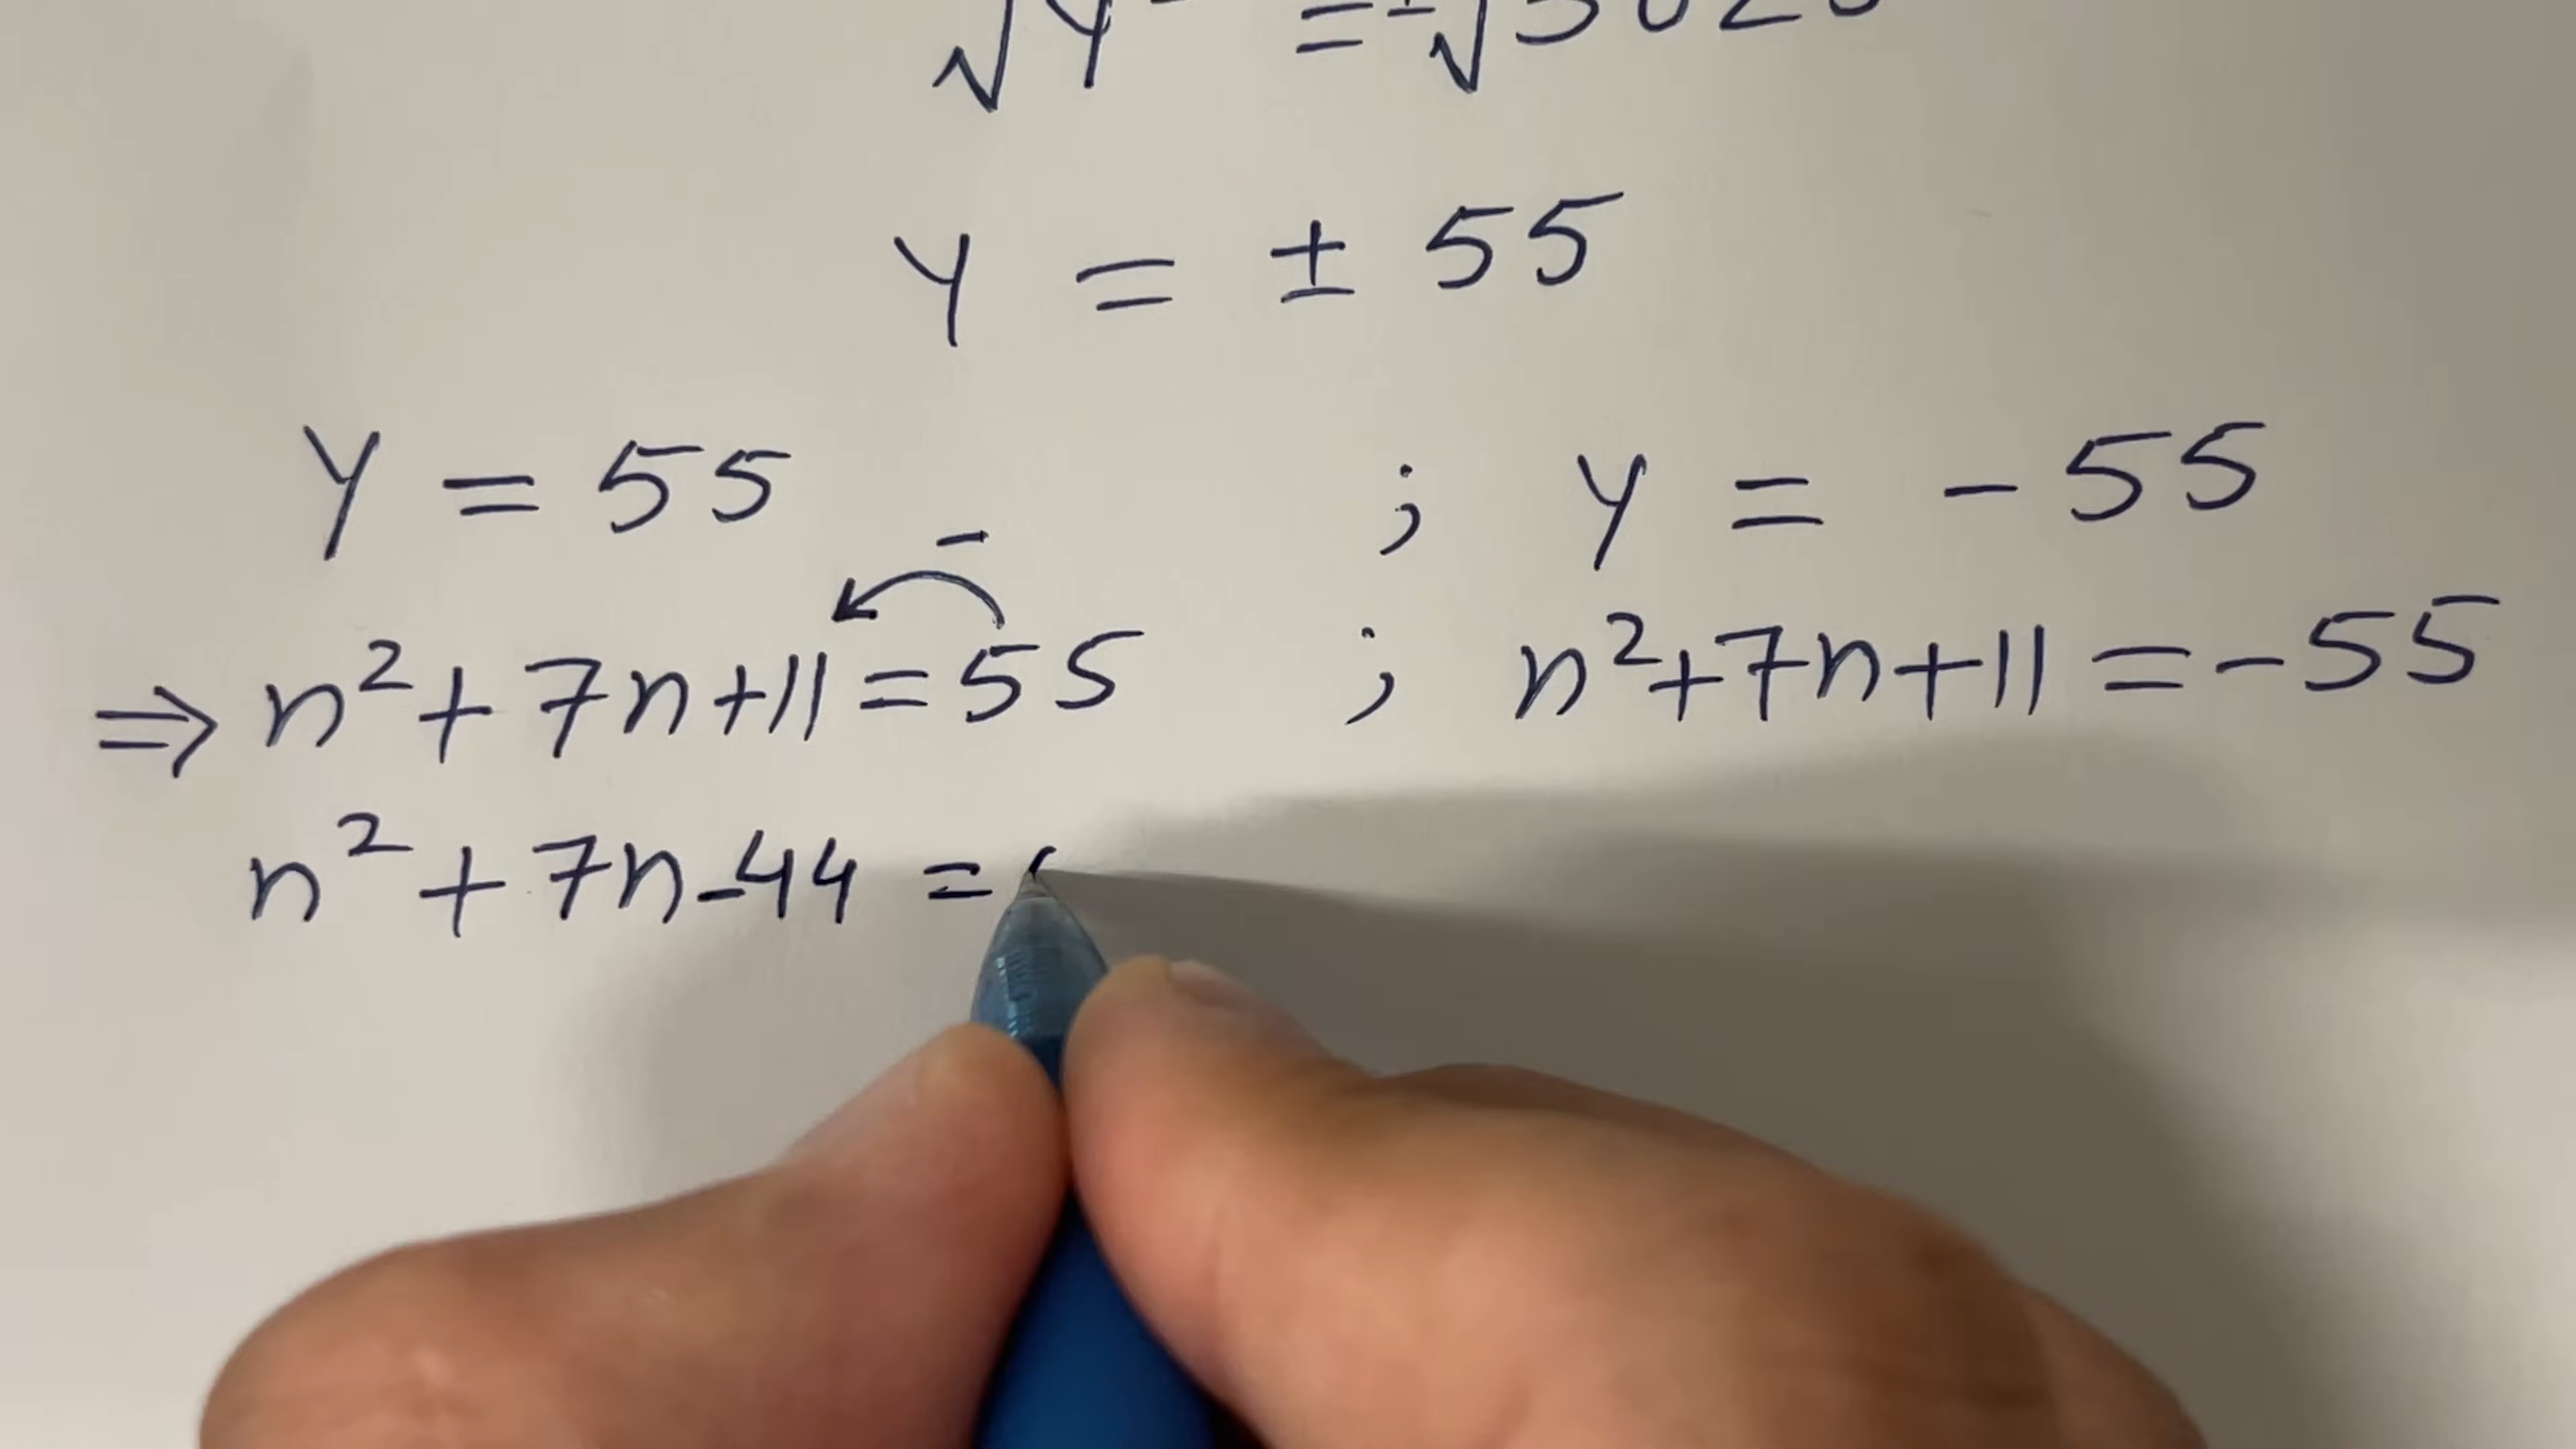 y = ± 55
y = 55 ; y = - 55
-
⇒ n²+7n+11=55 ; n²+7n+11=-55
n²+7n-44 =